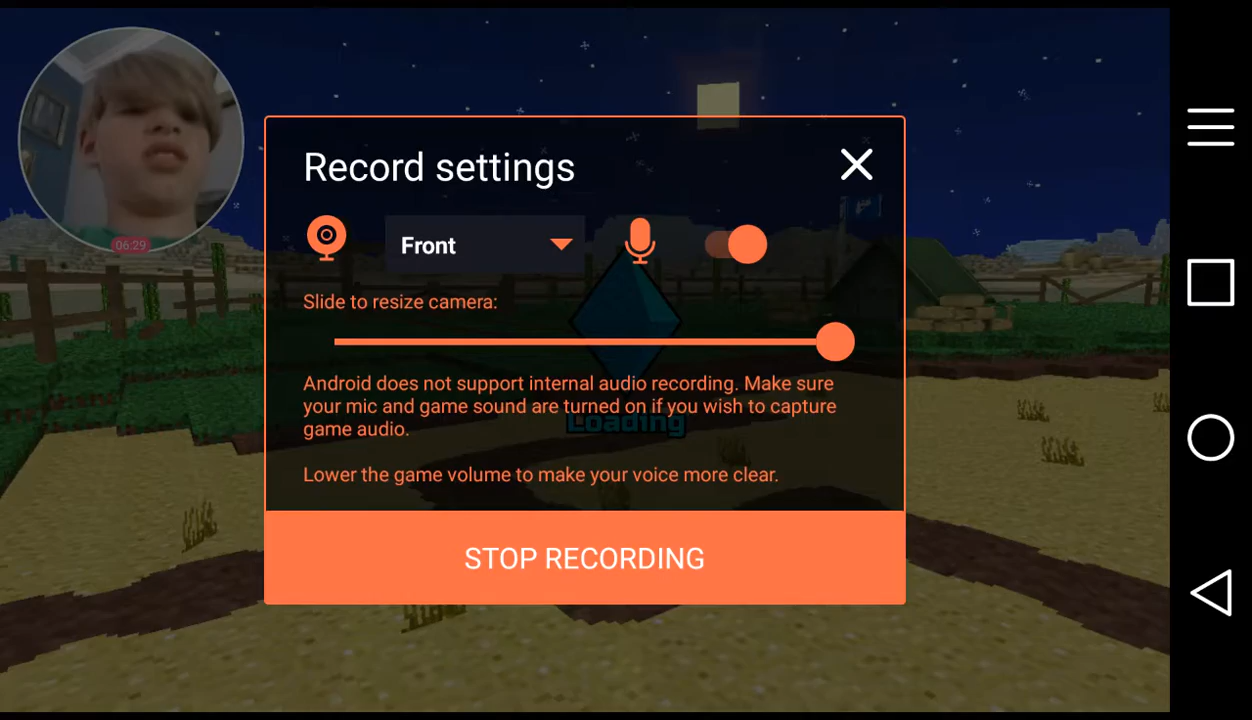 06:29
Record settings
Front
Slide to resize camera:
Android does not support internal audio recording. Make sure
your mic and game sound are turned on if you wish to capture
game audio.
Loading
Lower the game volume to make your voice more clear.
STOP RECORDING